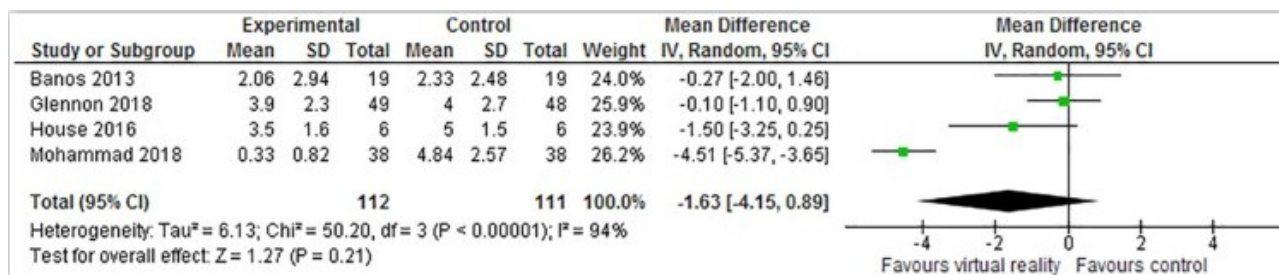 Experimental Control Mean Difference Mean Difference
Study or Subgroup Mean SD Total Mean SD Total Weight IV, Random, 95% CI IV, Random, 95% CI
Banos 2013 2.06 2.94 19 2.33 2.48 19 24.0% -0.27 [-2.00, 1.46]
Glennon 2018 3.9 2.3 49 4 2.7 48 25.9% -0.10 [-1.10, 0.90]
House 2016 3.5 1.6 6 5 1.5 6 23.9% -1.50 [-3.25, 0.25]
Mohammad 2018 0.33 0.82 38 4.84 2.57 38 26.2% -4.51 [-5.37, -3.65]
Total (95% CI) 112 111 100.0% -1.63 [-4.15, 0.89]
Heterogeneity: Tau² = 6.13; Chi² = 50.20, df = 3 (P < 0.00001); I² = 94%
Test for overall effect: Z = 1.27 (P = 0.21)
-4 -2 0 2 4
Favours virtual reality Favours control